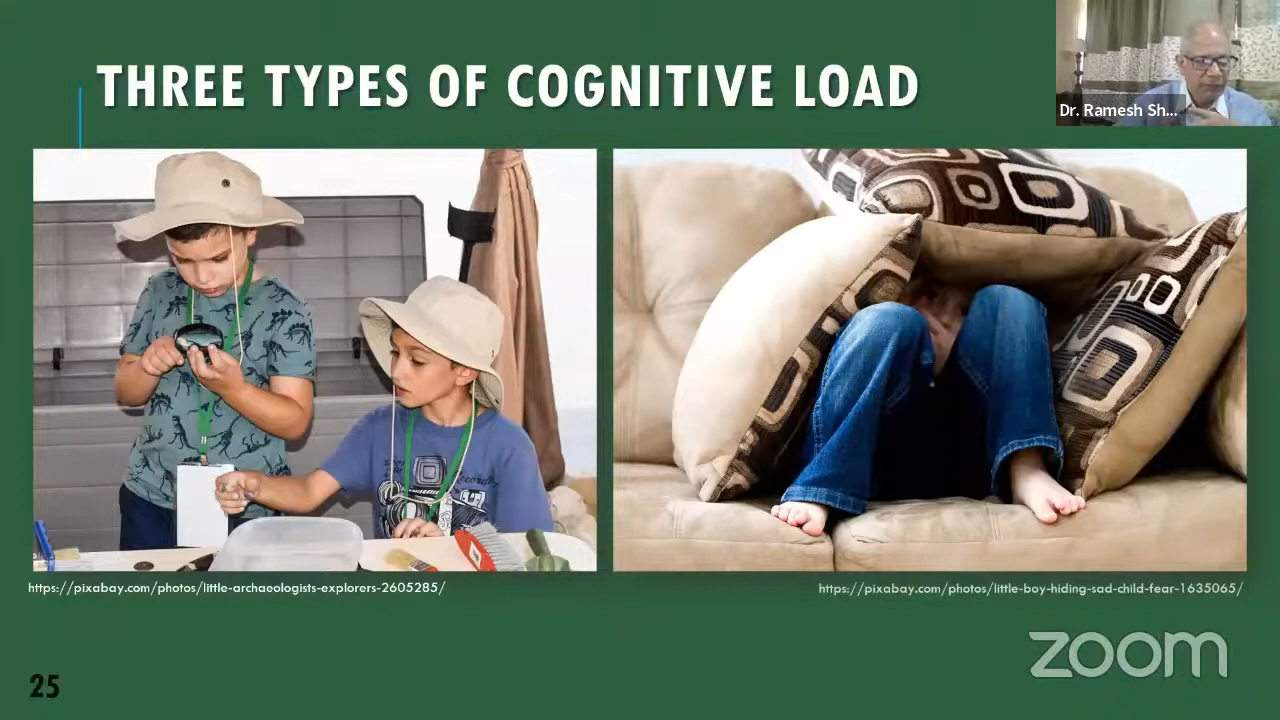 THREE TYPES OF COGNITIVE LOAD
Dr. Ramesh Sh...
https://pixabay.com/photos/little-archaeologists-explorers-2605285/
https://pixabay.com/photos/little-boy-hiding-sad-child-fear-1635065/
zoom
25